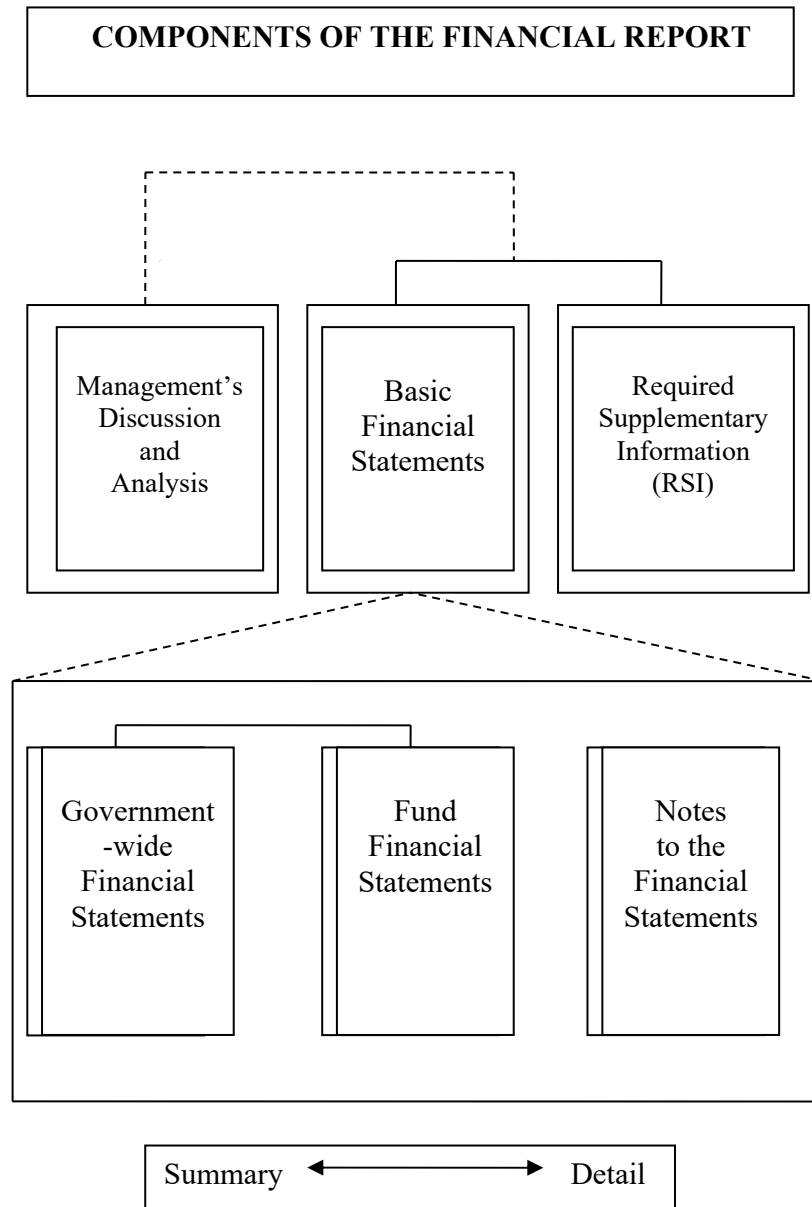 COMPONENTS OF THE FINANCIAL REPORT
Management’s
Discussion
and
Analysis
Basic
Financial
Statements
Required
Supplementary
Information
(RSI)
Government
-wide
Financial
Statements
Fund
Financial
Statements
Notes
to the
Financial
Statements
Summary Detail